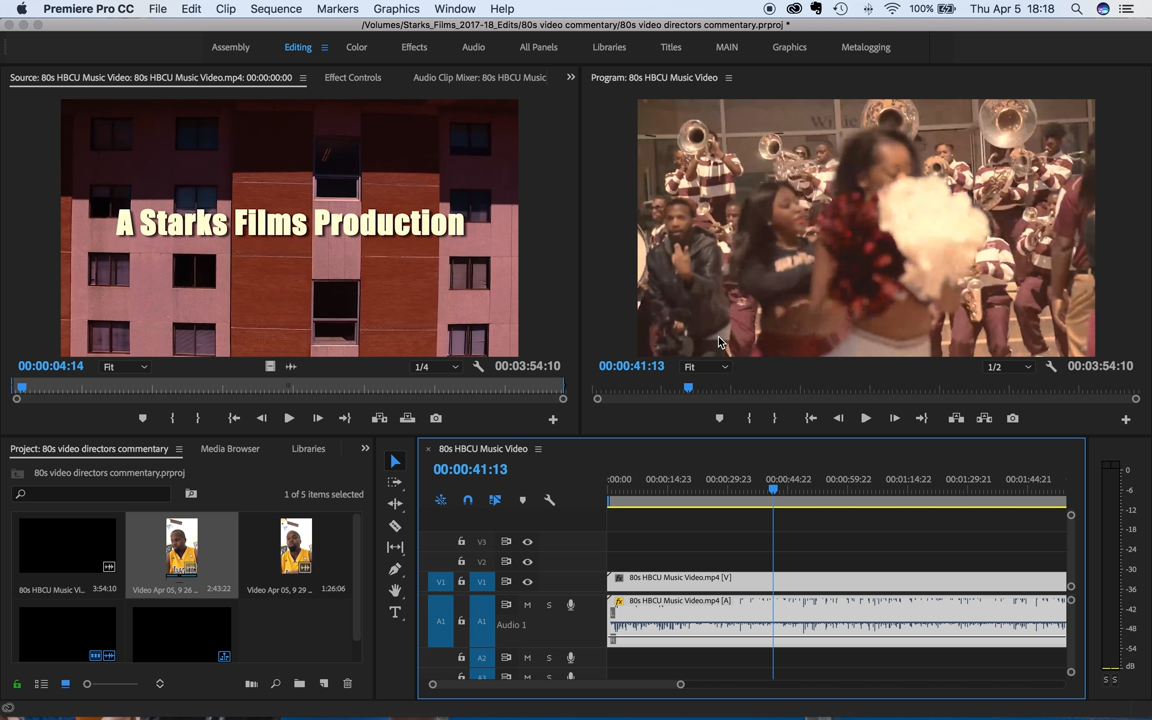 Premiere Pro CC File Edit Clip Sequence Markers Graphics Window Help 100% Thu Apr 5 18:18
/Volumes/Starks_Films_2017-18_Edits/80s video commentary/80s video directors commentary.prproj *
Assembly Editing Color Effects Audio All Panels Libraries Titles MAIN Graphics Metalogging
Source: 80s HBCU Music Video: 80s HBCU Music Video.mp4: 00:00:00:00 Effect Controls Audio Clip Mixer: 80s HBCU Music Program: 80s HBCU Music Video
A Starks Films Production
00:00:04:14 Fit 1/4 00:03:54:10 00:00:41:13 Fit 1/2 00:03:54:10
Project: 80s video directors commentary Media Browser Libraries 80s HBCU Music Video
80s video directors commentary.prproj 00:00:41:13
1 of 5 items selected
:00:00 00:00:14:23 00:00:29:23 00:00:44:22 00:00:59:22 00:01:14:22 00:01:29:21 00:01:44:21
V3
V2
V1 V1 80s HBCU Music Video.mp4 [V]
80s HBCU Music Vi... 3:54:10 Video Apr 05, 9 26 ... 2:43:22 Video Apr 05, 9 29 ... 1:26:06
A1 A1 M S 80s HBCU Music Video.mp4 [A]
Audio 1
A2 M S
A3 M S
0
-6
-12
-18
-24
-30
-36
-42
-48
-54
dB
S S